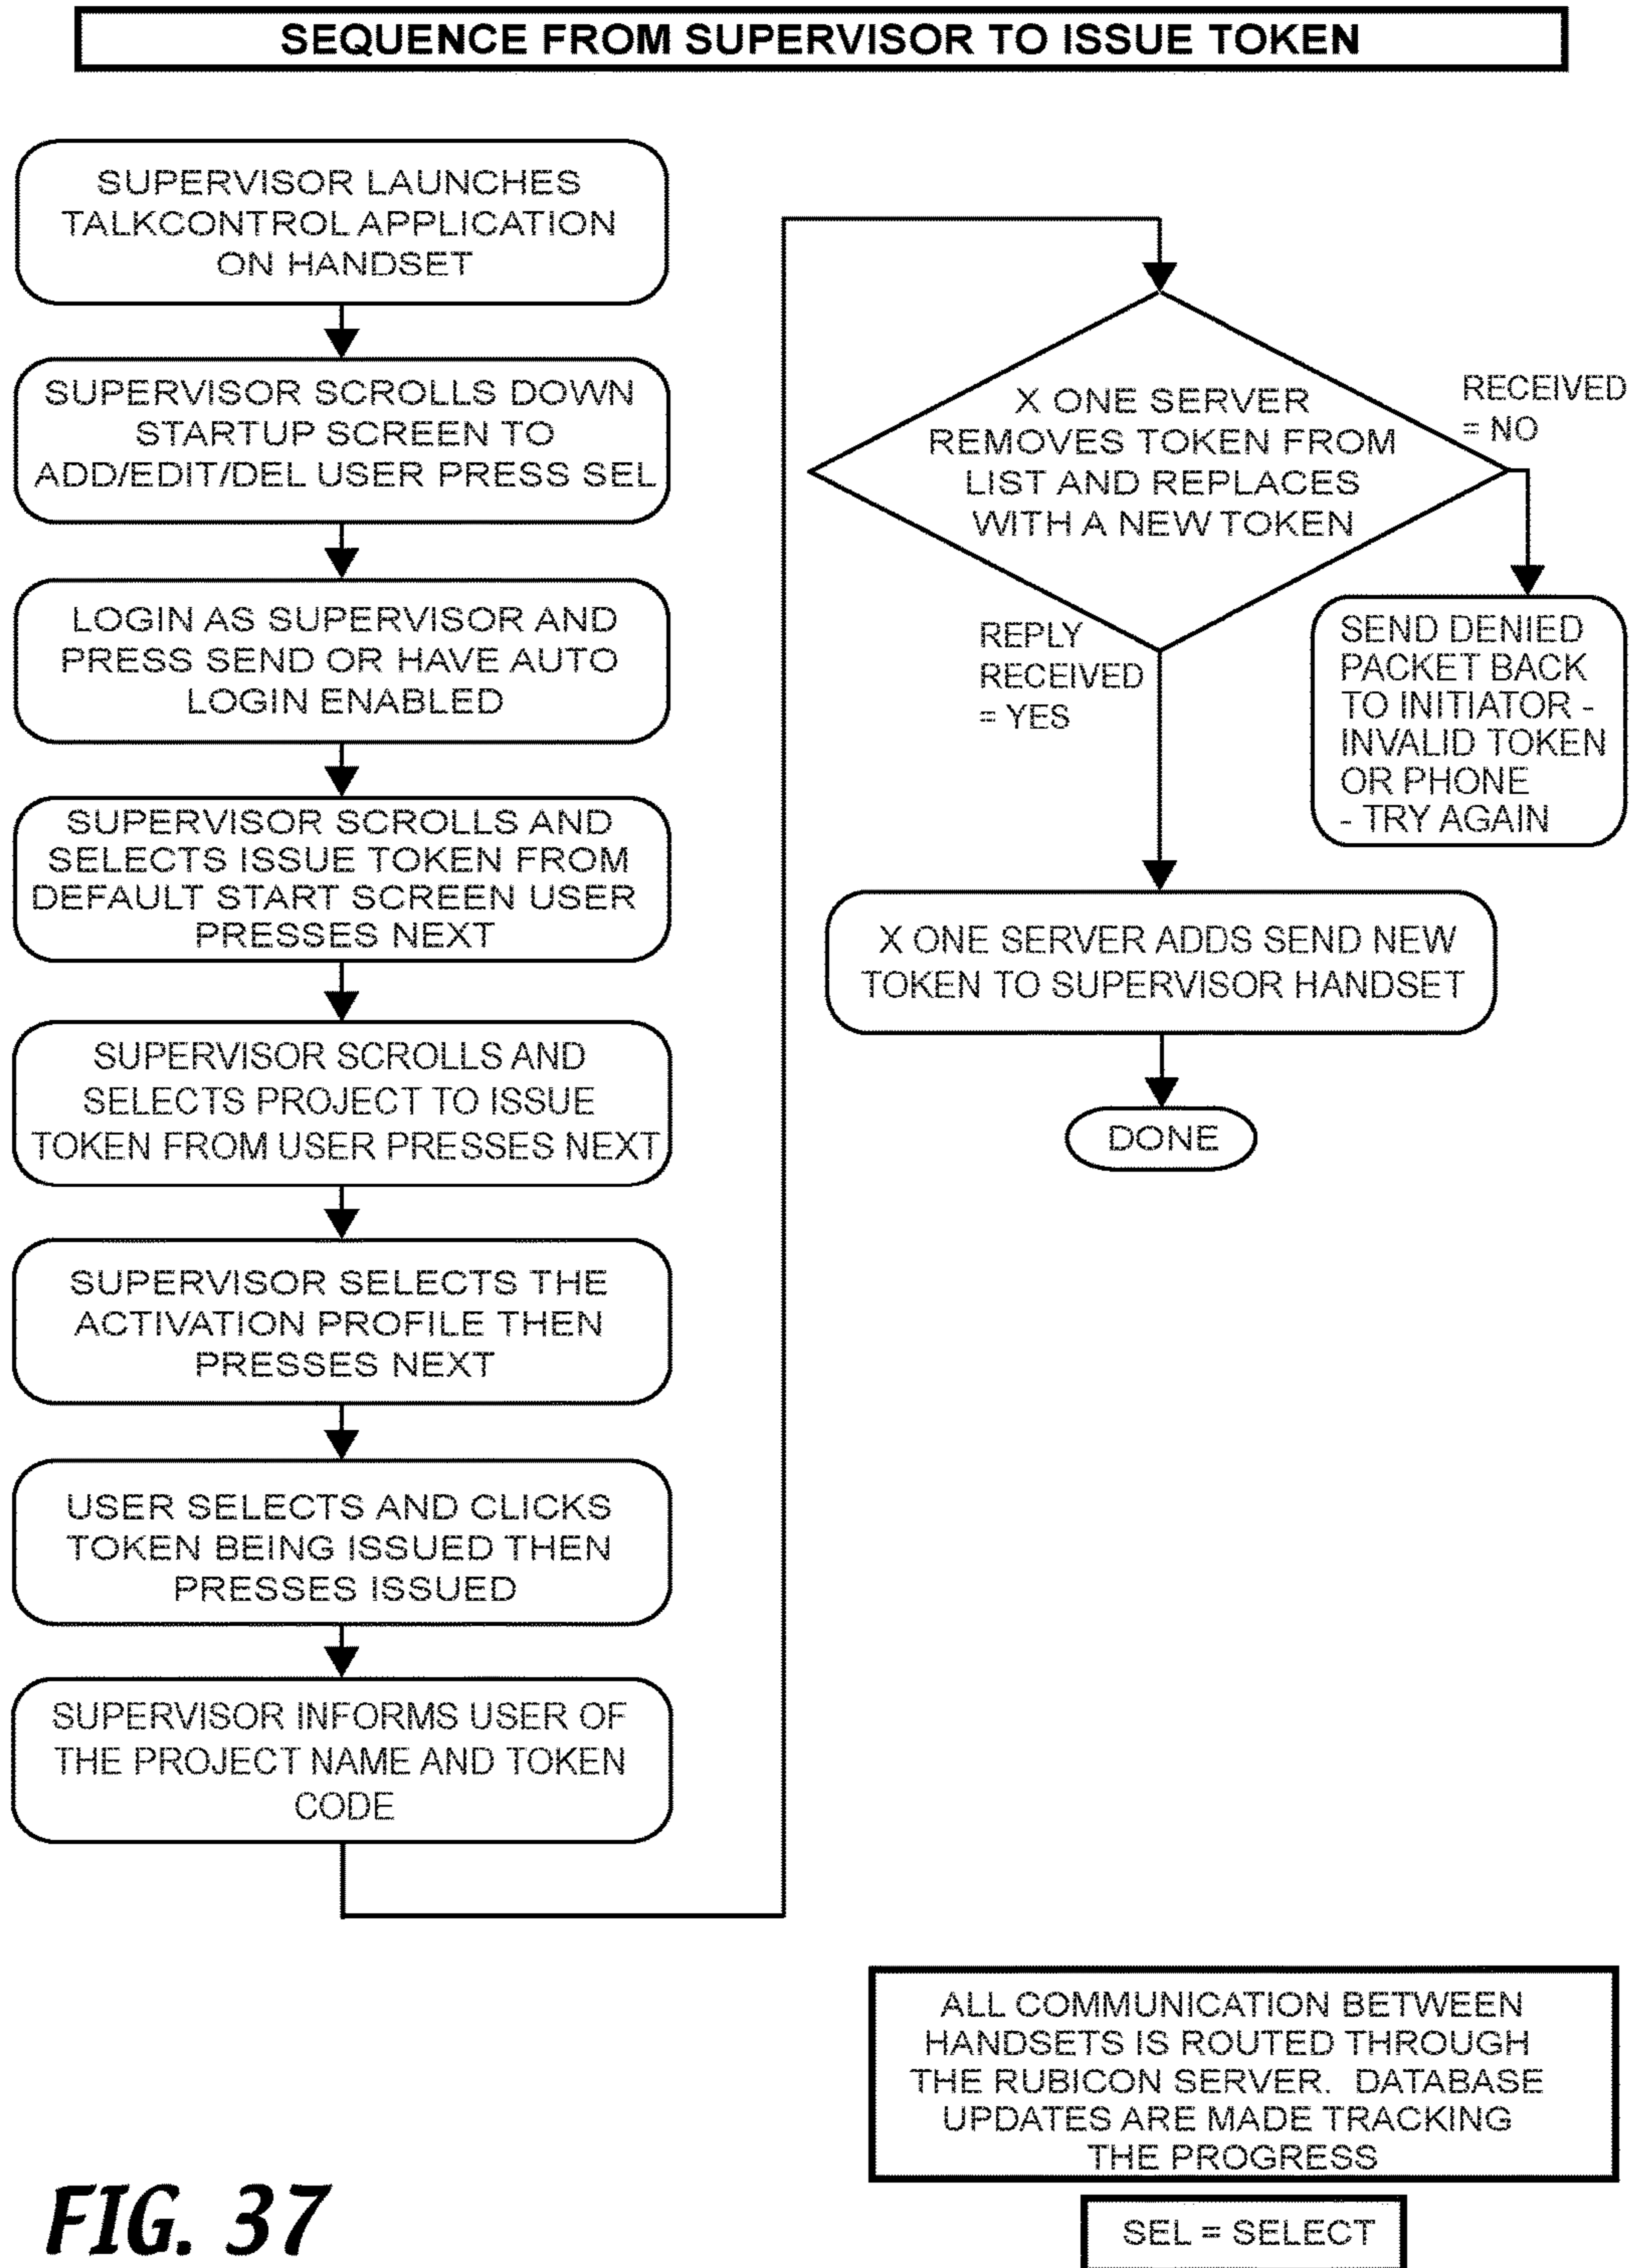 SEQUENCE FROM SUPERVISOR TO ISSUE TOKEN
SUPERVISOR LAUNCHES
TALKCONTROL APPLICATION
ON HANDSET
SUPERVISOR SCROLLS DOWN
STARTUP SCREEN TO
ADD/EDIT/DEL USER PRESS SEL
LOGIN AS SUPERVISOR AND
PRESS SEND OR HAVE AUTO
LOGIN ENABLED
SUPERVISOR SCROLLS AND
SELECTS ISSUE TOKEN FROM
DEFAULT START SCREEN USER
PRESSES NEXT
SUPERVISOR SCROLLS AND
SELECTS PROJECT TO ISSUE
TOKEN FROM USER PRESSES NEXT
SUPERVISOR SELECTS THE
ACTIVATION PROFILE THEN
PRESSES NEXT
USER SELECTS AND CLICKS
TOKEN BEING ISSUED THEN
PRESSES ISSUED
SUPERVISOR INFORMS USER OF
THE PROJECT NAME AND TOKEN
CODE
X ONE SERVER
REMOVES TOKEN FROM
LIST AND REPLACES
WITH A NEW TOKEN
RECEIVED
= NO
SEND DENIED
PACKET BACK
TO INITIATOR -
INVALID TOKEN
OR PHONE
- TRY AGAIN
REPLY
RECEIVED
= YES
X ONE SERVER ADDS SEND NEW
TOKEN TO SUPERVISOR HANDSET
DONE
ALL COMMUNICATION BETWEEN
HANDSETS IS ROUTED THROUGH
THE RUBICON SERVER. DATABASE
UPDATES ARE MADE TRACKING
THE PROGRESS
SEL = SELECT
FIG. 37